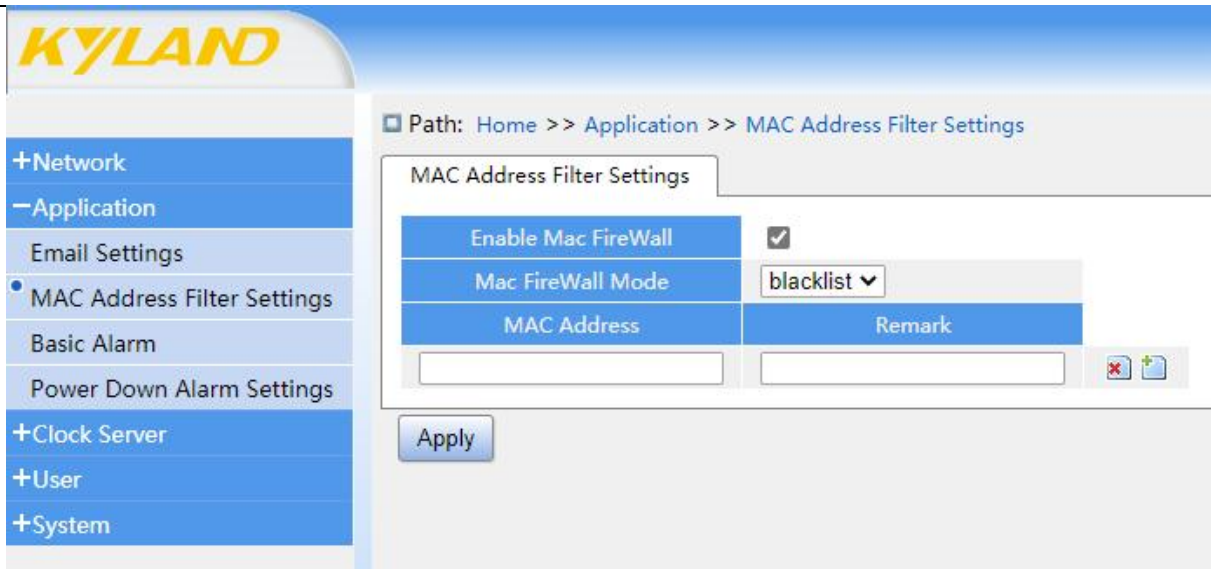 KYLAND
Path: Home >> Application >> MAC Address Filter Settings
+Network
−Application
Email Settings
MAC Address Filter Settings
Basic Alarm
Power Down Alarm Settings
+Clock Server
+User
+System
MAC Address Filter Settings
Enable Mac FireWall
Mac FireWall Mode blacklist
MAC Address Remark
Apply